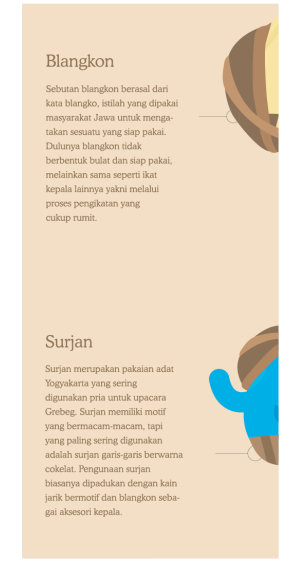 Blangkon
Sebutan blangkon berasal dari
kata blangko, istilah yang dipakai
masyarakat Jawa untuk menga-
takan sesuatu yang siap pakai.
Dulunya blangkon tidak
berbentuk bulat dan siap pakai,
melainkan sama seperti ikat
kepala lainnya yakni melalui
proses pengikatan yang
cukup rumit.
Surjan
Surjan merupakan pakaian adat
Yogyakarta yang sering
digunakan pria untuk upacara
Grebeg. Surjan memiliki motif
yang bermacam-macam, tapi
yang paling sering digunakan
adalah surjan garis-garis berwarna
cokelat. Pengunaan surjan
biasanya dipadukan dengan kain
jarik bermotif dan blangkon seba-
gai aksesori kepala.